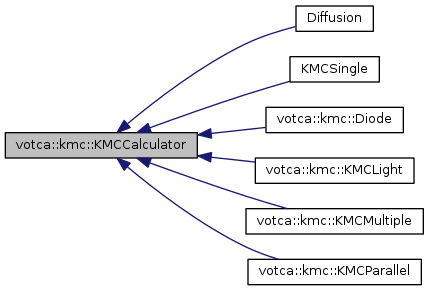 Diffusion
KMCSingle
votca::kmc::Diode
votca::kmc::KMCCalculator
votca::kmc::KMCLight
votca::kmc::KMCMultiple
votca::kmc::KMCParallel